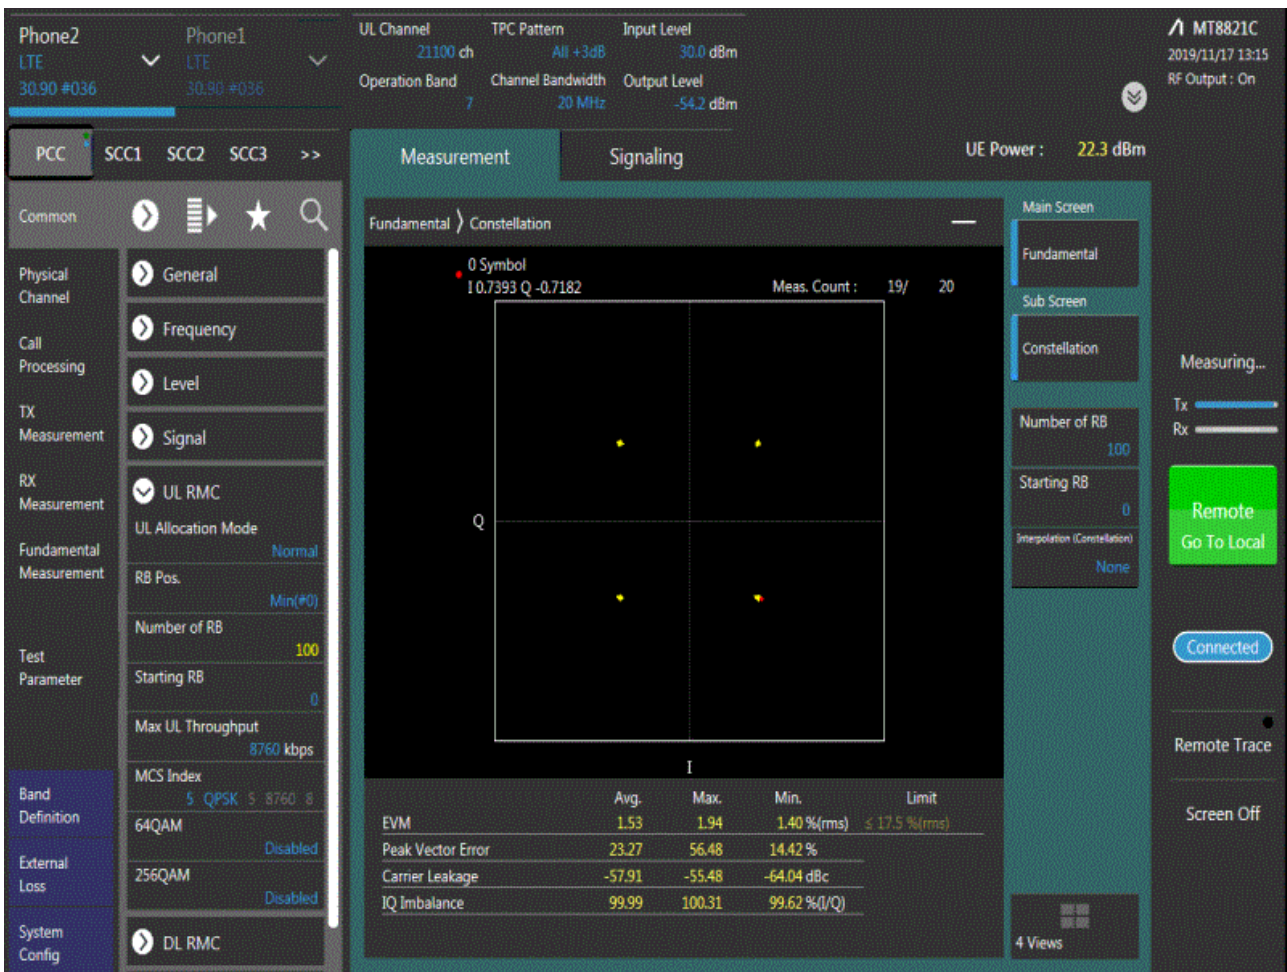 Phone2
LTE
30.90 #036
Phone1
LTE
30.90 #036
UL Channel
21100 ch
TPC Pattern
All +3dB
Input Level
30.0 dBm
Operation Band
7
Channel Bandwidth
20 MHz
Output Level
-54.2 dBm
MT8821C
2019/11/17 13:15
RF Output : On
PCC SCC1 SCC2 SCC3 >>
Measurement
Signaling
UE Power : 22.3 dBm
Common
Physical
Channel
Call
Processing
TX
Measurement
RX
Measurement
Fundamental
Measurement
Test
Parameter
Band
Definition
External
Loss
System
Config
General
Frequency
Level
Signal
UL RMC
UL Allocation Mode
Normal
RB Pos.
Min(#0)
Number of RB
100
Starting RB
0
Max UL Throughput
8760 kbps
MCS Index
5 QPSK 5 8760 8
64QAM
Disabled
256QAM
Disabled
DL RMC
Fundamental 〉 Constellation
0 Symbol
I 0.7393 Q -0.7182
Meas. Count : 19/ 20
Q
I
Avg. Max. Min. Limit
EVM 1.53 1.94 1.40 %(rms) ≤ 17.5 %(rms)
Peak Vector Error 23.27 56.48 14.42 %
Carrier Leakage -57.91 -55.48 -64.04 dBc
IQ Imbalance 99.99 100.31 99.62 %(I/Q)
Main Screen
Fundamental
Sub Screen
Constellation
Number of RB
100
Starting RB
0
Interpolation (Constellation)
None
4 Views
Measuring...
Tx
Rx
Remote
Go To Local
Connected
Remote Trace
Screen Off